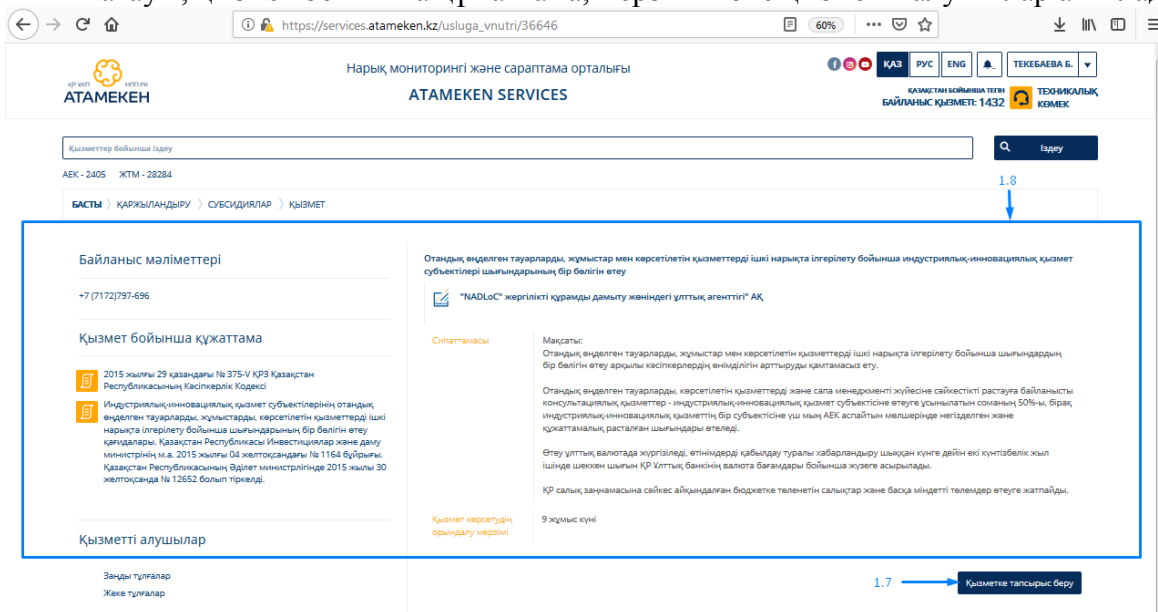 https://services.atameken.kz/usluga_vnutri/36646
60%
ҚР ҰКП НПП РК
АТАМЕКЕН
Нарық мониторингі және сараптама орталығы
ATAMEKEN SERVICES
ҚАЗ РУС ENG ТЕКЕБАЕВА Б.
ҚАЗАҚСТАН БОЙЫНША ТЕГІН
БАЙЛАНЫС ҚЫЗМЕТІ: 1432
ТЕХНИКАЛЫҚ
КӨМЕК
Қызметтер бойынша іздеу
Іздеу
АЕК - 2405 ЖТМ - 28284
1.8
БАСТЫ 〉 ҚАРЖЫЛАНДЫРУ 〉 СУБСИДИЯЛАР 〉 ҚЫЗМЕТ
Байланыс мәліметтері
+7 (7172)797-696
Қызмет бойынша құжаттама
2015 жылғы 29 қазандағы № 375-V ҚРЗ Қазақстан
Республикасының Кәсіпкерлік Кодексі
Индустриялық-инновациялық қызмет субъектілерінің отандық
өңделген тауарларды, жұмыстарды, көрсетілетін қызметтерді ішкі
нарықта ілгерілету бойынша шығындарының бір бөлігін өтеу
қағидалары. Қазақстан Республикасы Инвестициялар және даму
министрінің м.а. 2015 жылғы 04 желтоқсандағы № 1164 бұйрығы.
Қазақстан Республикасының Әділет министрлігінде 2015 жылы 30
желтоқсанда № 12652 болып тіркелді.
Қызметті алушылар
Заңды тұлғалар
Жеке тұлғалар
Отандық өңделген тауарларды, жұмыстар мен көрсетілетін қызметтерді ішкі нарықта ілгерілету бойынша индустриялық-инновациялық қызмет
субъектілері шығындарының бір бөлігін өтеу
"NADLoC" жергілікті құрамды дамыту жөніндегі ұлттық агенттігі" АҚ
Сипаттамасы
Мақсаты:
Отандық өңделген тауарларды, жұмыстар мен көрсетілетін қызметтерді ішкі нарықта ілгерілету бойынша шығындардың
бір бөлігін өтеу арқылы кәсіпкерлердің өнімділігін арттыруды қамтамасыз ету.
Отандық өңделген тауарларды, көрсетілетін қызметтерді және сапа менеджменті жүйесіне сәйкестікті растауға байланысты
консультациялық қызметтер - индустриялық-инновациялық қызмет субъектісіне өтеуге ұсынылатын соманың 50%-ы, бірақ
индустриялық-инновациялық қызметтің бір субъектісіне үш мың АЕК аспайтын мөлшерінде негізделген және
құжаттамалық расталған шығындары өтеледі.
Өтеу ұлттық валютада жүргізіледі, өтінімдерді қабылдау туралы хабарландыру шыққан күнге дейін екі күнтізбелік жыл
ішінде шеккен шығын ҚР Ұлттық банкінің валюта бағамдары бойынша жүзеге асырылады.
ҚР салық заңнамасына сәйкес айқындалған бюджетке төленетін салықтар және басқа міндетті төлемдер өтеуге жатпайды.
Қызмет көрсетудің
орындалу мерзімі
9 жұмыс күні
1.7
Қызметке тапсырыс беру